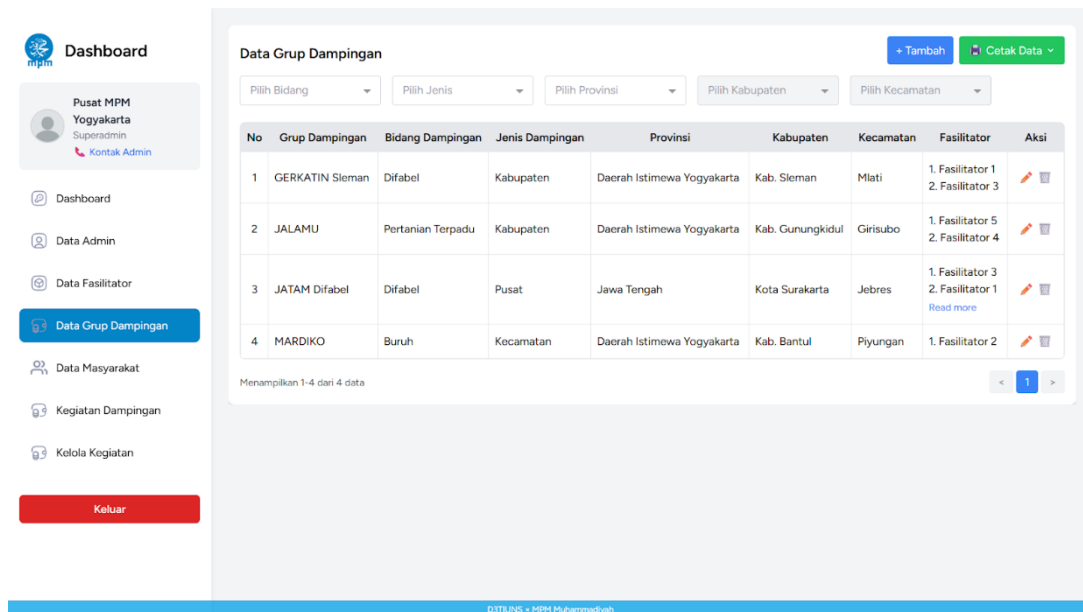 mpm
Dashboard
Pusat MPM
Yogyakarta
Superadmin
Kontak Admin
Dashboard
Data Admin
Data Fasilitator
Data Grup Dampingan
Data Masyarakat
Kegiatan Dampingan
Kelola Kegiatan
Keluar
Data Grup Dampingan
+ Tambah
Cetak Data
Pilih Bidang
Pilih Jenis
Pilih Provinsi
Pilih Kabupaten
Pilih Kecamatan
No Grup Dampingan Bidang Dampingan Jenis Dampingan Provinsi Kabupaten Kecamatan Fasilitator Aksi
1 GERKATIN Sleman Difabel Kabupaten Daerah Istimewa Yogyakarta Kab. Sleman Mlati 1. Fasilitator 1
2. Fasilitator 3
2 JALAMU Pertanian Terpadu Kabupaten Daerah Istimewa Yogyakarta Kab. Gunungkidul Girisubo 1. Fasilitator 5
2. Fasilitator 4
3 JATAM Difabel Difabel Pusat Jawa Tengah Kota Surakarta Jebres 1. Fasilitator 3
2. Fasilitator 1
Read more
4 MARDIKO Buruh Kecamatan Daerah Istimewa Yogyakarta Kab. Bantul Piyungan 1. Fasilitator 2
Menampilkan 1-4 dari 4 data
< 1 >
D3TIUNS × MPM Muhammadiyah